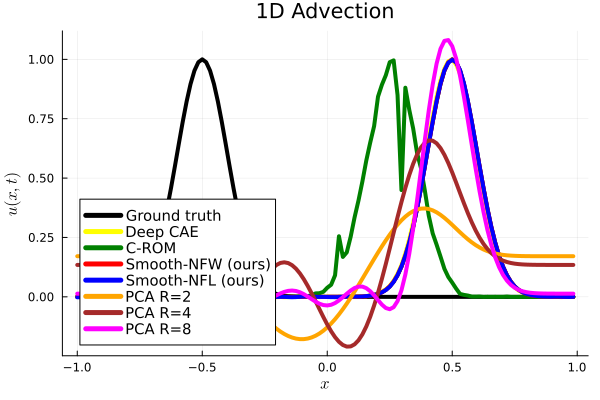 1D Advection
u(x, t)
1.00
0.75
0.50
0.25
0.00
Ground truth
Deep CAE
C-ROM
Smooth-NFW (ours)
Smooth-NFL (ours)
PCA R=2
PCA R=4
PCA R=8
−1.0 −0.5 0.0 0.5 1.0
x